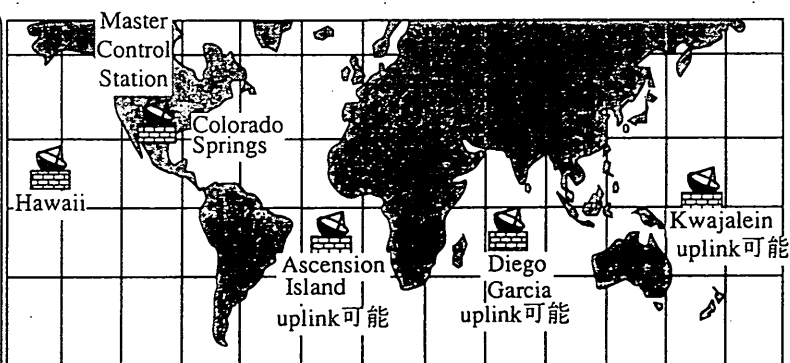 Master
Control
Station
Colorado
Springs
Hawaii
Ascension
Island
uplink可能
Diego
Garcia
uplink可能
Kwajalein
uplink可能